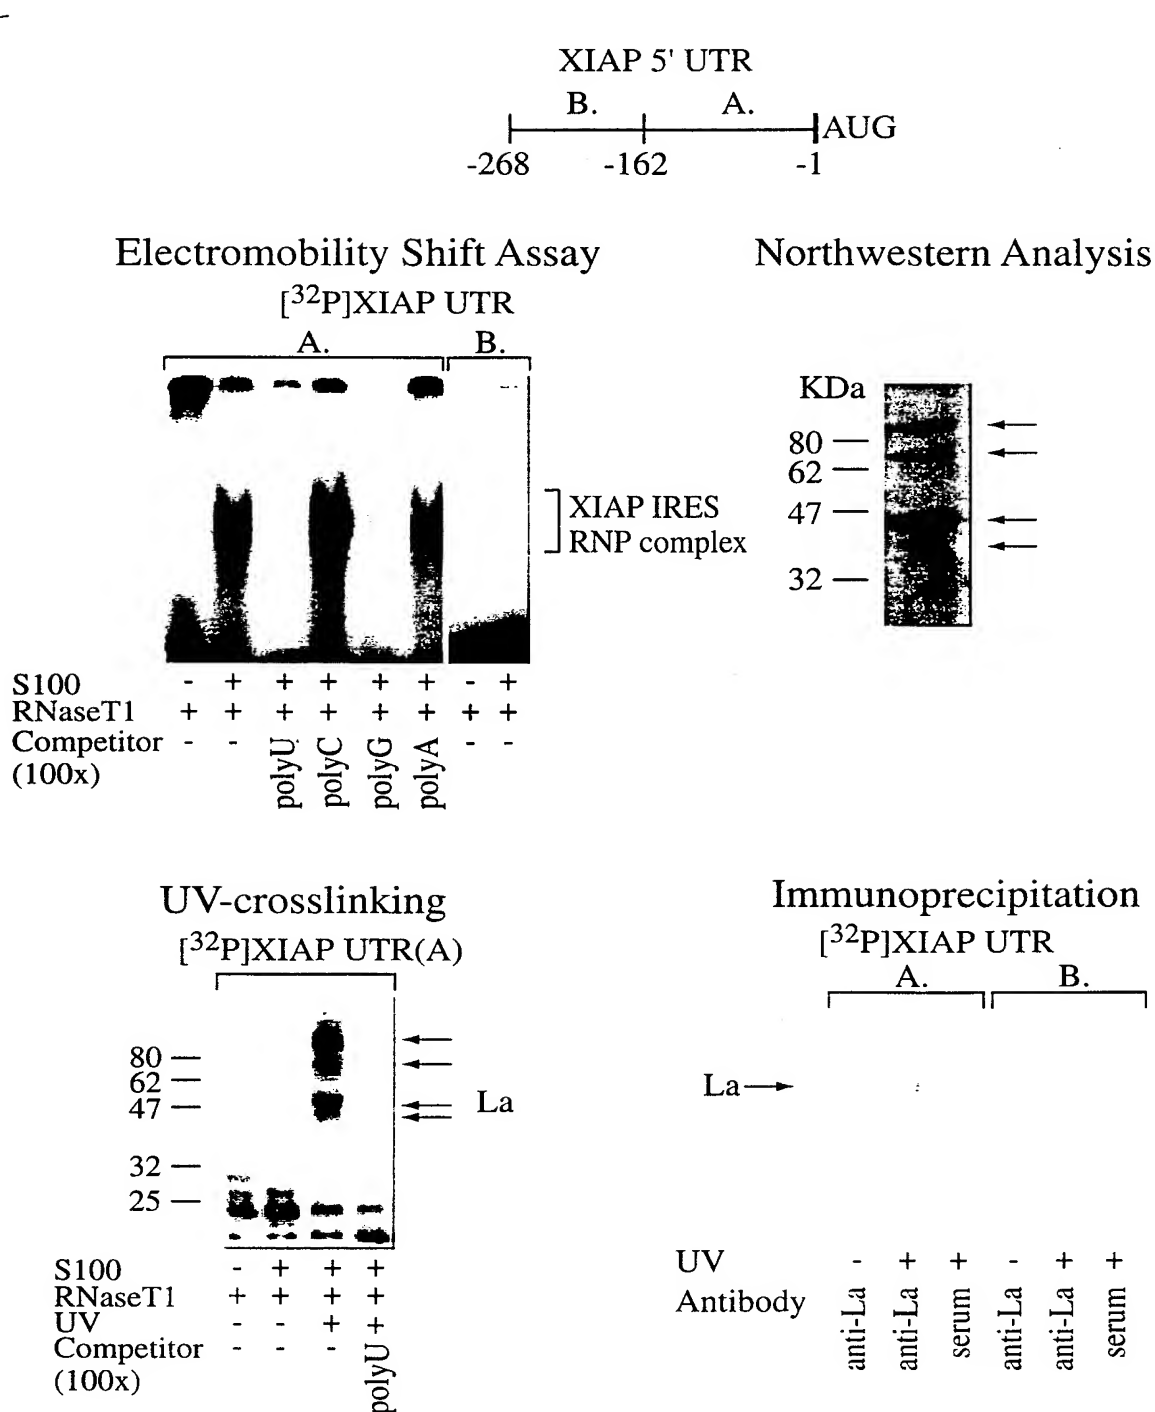 XIAP 5' UTR
B. A.
AUG
-268 -162 -1
Electromobility Shift Assay
[32P]XIAP UTR
A. B.
XIAP IRES
RNP complex
S100 - + + + + + - +
RNaseT1 + + + + + + + +
Competitor - - polyU polyC polyG polyA - -
(100x)
Northwestern Analysis
KDa
80
62
47
32
UV-crosslinking
[32P]XIAP UTR(A)
80
62
47
La
32
25
S100 - + + +
RNaseT1 + + + +
UV - - + +
Competitor - - - polyU
(100x)
Immunoprecipitation
[32P]XIAP UTR
A. B.
La
UV - + + - + +
Antibody anti-La anti-La serum anti-La anti-La serum